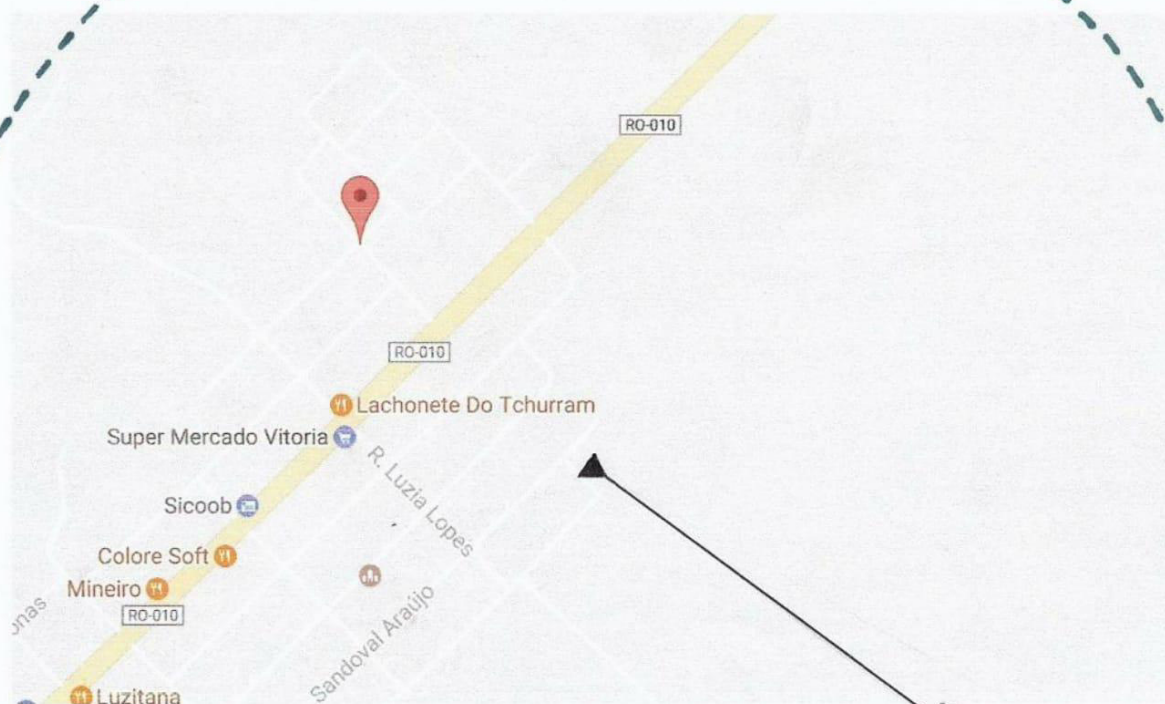 RO-010
RO-010
Lachonete Do Tchurram
Super Mercado Vitoria
R. Luzia Lopes
Sicoob
Colore Soft
Mineiro
RO-010
Sandoval Araújo
Luzitana